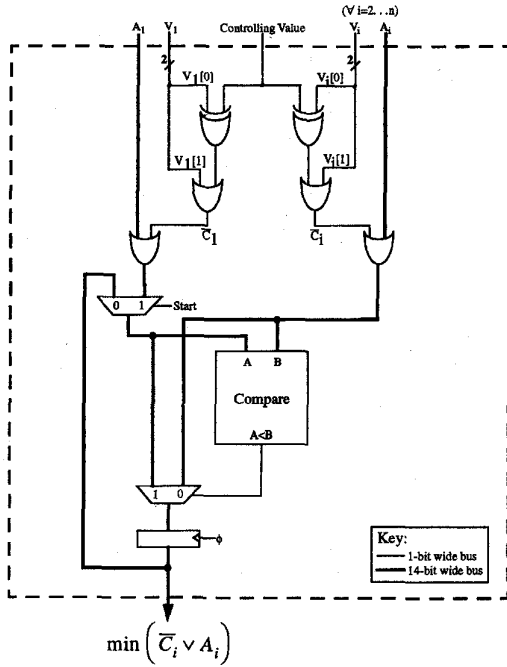 (∀ i=2. . .n)
A1 V1 Controlling Value Vi Ai
2 2
V1[0] Vi[0]
V1[1] Vi[1]
C̅1 C̅i
0 1 Start
A B
Compare
A<B
1 0
ϕ
Key:
1-bit wide bus
14-bit wide bus
min (C̅i ∨ Ai)